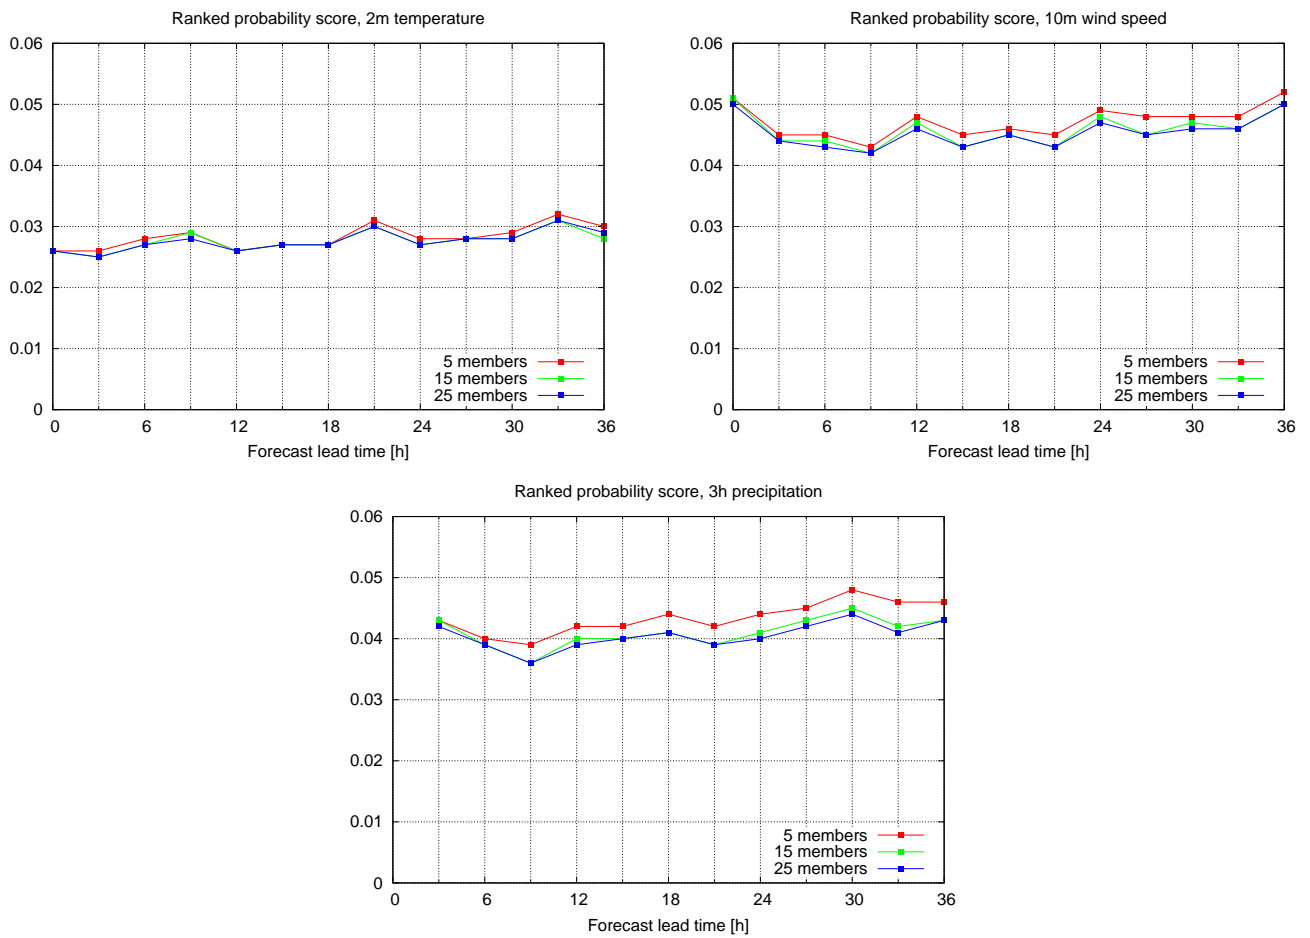 Ranked probability score, 2m temperature
0.06
0.05
0.04
0.03
0.02
0.01
0
5 members
15 members
25 members
0 6 12 18 24 30 36
Forecast lead time [h]
Ranked probability score, 10m wind speed
0.06
0.05
0.04
0.03
0.02
0.01
0
5 members
15 members
25 members
0 6 12 18 24 30 36
Forecast lead time [h]
Ranked probability score, 3h precipitation
0.06
0.05
0.04
0.03
0.02
0.01
0
5 members
15 members
25 members
0 6 12 18 24 30 36
Forecast lead time [h]